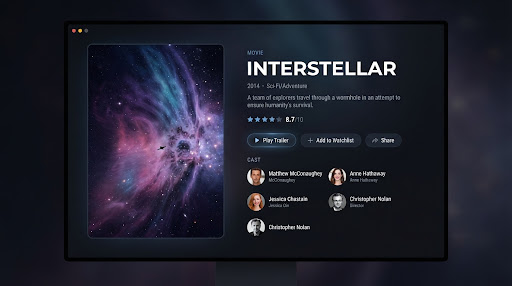 MOVIE
INTERSTELLAR
2014 • Sci-Fi/Adventure
A team of explorers travel through a wormhole in an attempt to
ensure humanity's survival.
8.7/10
Play Trailer
Add to Watchlist
Share
CAST
Matthew McConaughey
McConaughey
Anne Hathaway
Anne Hathaway
Jessica Chastain
Christopher Nolan
Director
Christopher Nolan